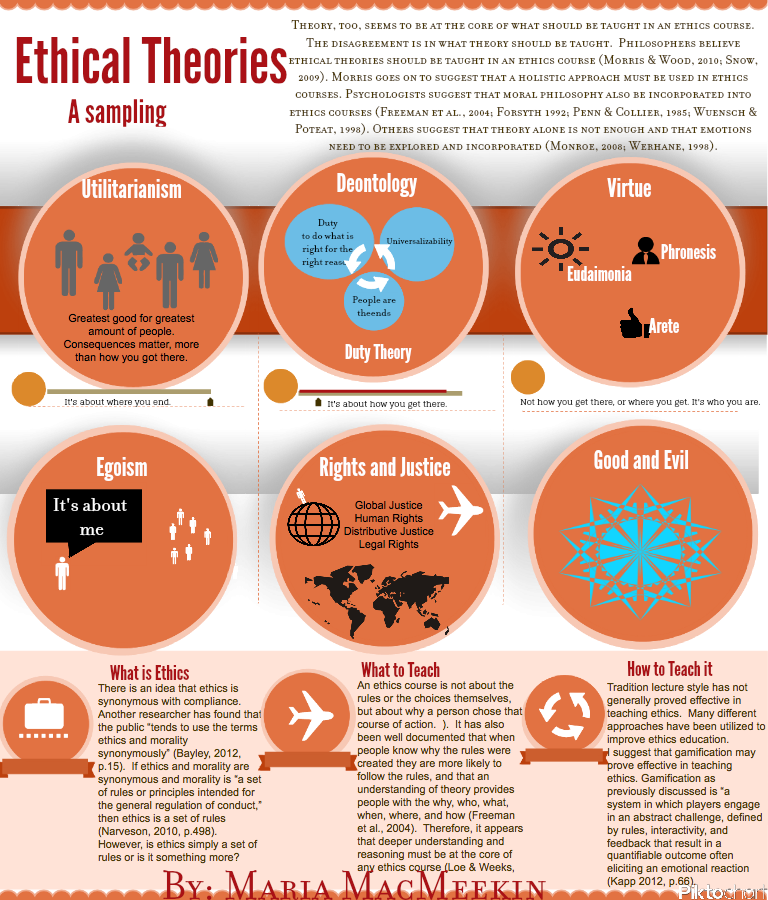 Ethical Theories
A sampling
Theory, too, seems to be at the core of what should be taught in an ethics course.
The disagreement is in what theory should be taught. Philosophers believe
ethical theories should be taught in an ethics course (Morris & Wood, 2010; Snow,
2009). Morris goes on to suggest that a holistic approach must be used in ethics
courses. Psychologists suggest that moral philosophy also be incorporated into
ethics courses (Freeman et al., 2004; Forsyth 1992; Penn & Collier, 1985; Wuensch &
Poteat, 1998). Others suggest that theory alone is not enough and that emotions
need to be explored and incorporated (Monroe, 2008; Werhane, 1998).
Utilitarianism
Greatest good for greatest
amount of people.
Consequences matter, more
than how you got there.
It's about where you end.
Deontology
Duty
to do what is
right for the
right reason
Universalizability
People are
theends
Duty Theory
It's about how you get there.
Virtue
Phronesis
Eudaimonia
Arete
Not how you get there, or where you get. It's who you are.
Egoism
It's about
me
Rights and Justice
Global Justice
Human Rights
Distributive Justice
Legal Rights
Good and Evil
What is Ethics
There is an idea that ethics is
synonymous with compliance.
Another researcher has found that
the public “tends to use the terms
ethics and morality
synonymously” (Bayley, 2012,
p.15). If ethics and morality are
synonymous and morality is “a set
of rules or principles intended for
the general regulation of conduct,”
then ethics is a set of rules
(Narveson, 2010, p.498).
However, is ethics simply a set of
rules or is it something more?
What to Teach
An ethics course is not about the
rules or the choices themselves,
but about why a person chose that
course of action. ). It has also
been well documented that when
people know why the rules were
created they are more likely to
follow the rules, and that an
understanding of theory provides
people with the why, who, what,
when, where, and how (Freeman
et al., 2004). Therefore, it appears
that deeper understanding and
reasoning must be at the core of
any ethics course (Loe & Weeks,
How to Teach it
Tradition lecture style has not
generally proved effective in
teaching ethics. Many different
approaches have been utilized to
improve ethics education.
I suggest that gamification may
prove effective in teaching
ethics. Gamification as
previously discussed is “a
system in which players engage
in an abstract challenge, defined
by rules, interactivity, and
feedback that result in a
quantifiable outcome often
eliciting an emotional reaction
(Kapp 2012, p.66).
By: Maria MacMeekin
Piktochart